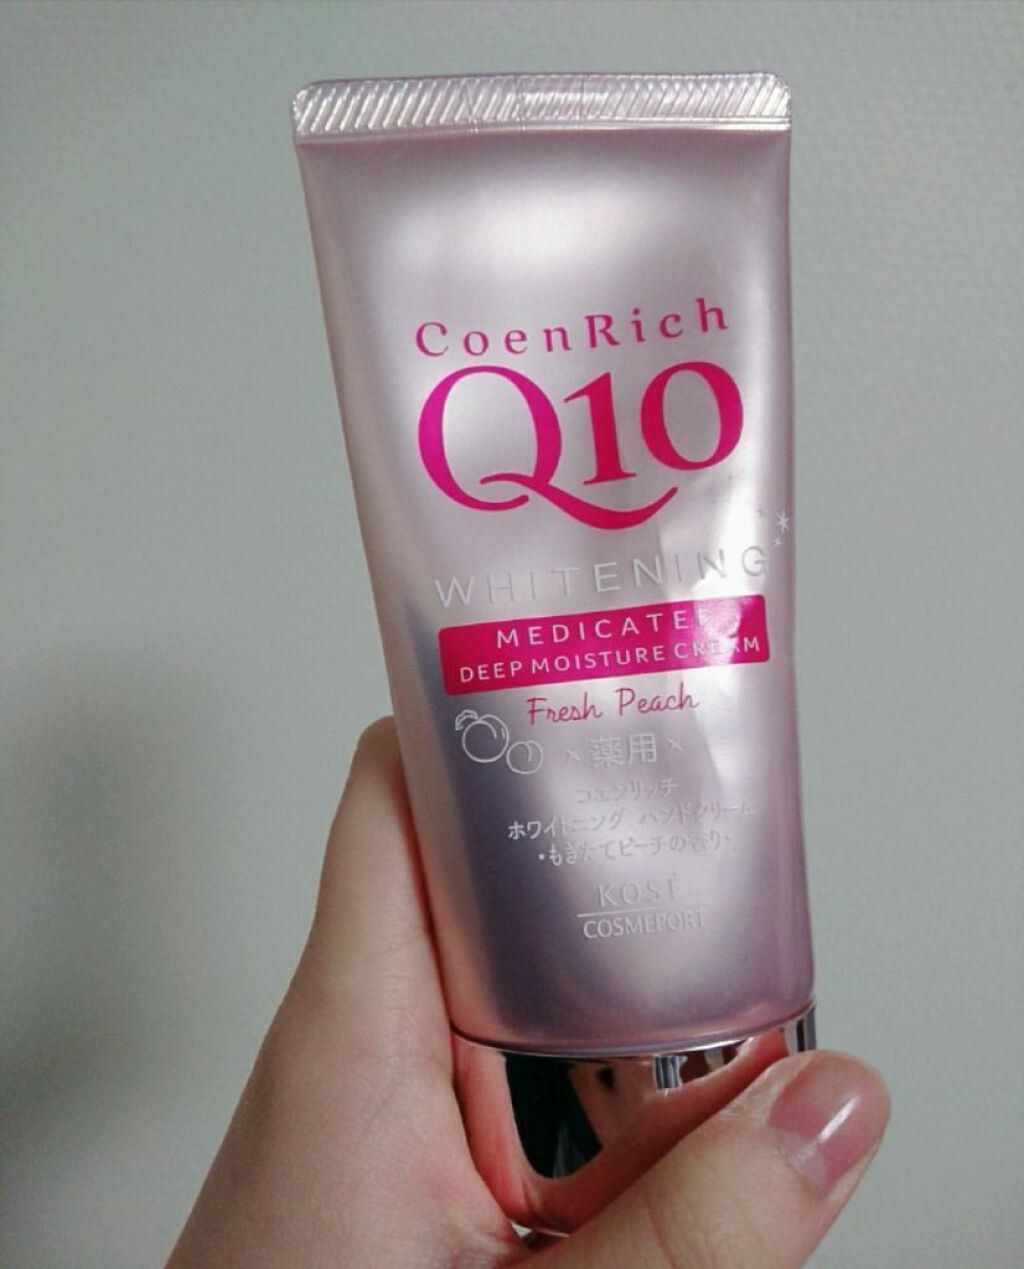 CoenRich
Q10
WHITENING
MEDICATED
DEEP MOISTURE CREAM
Fresh Peach
×薬用×
コエンリッチ
ホワイトニング ハンドクリーム
・もぎたてピーチの香り・
KOSÉ
COSMEPORT